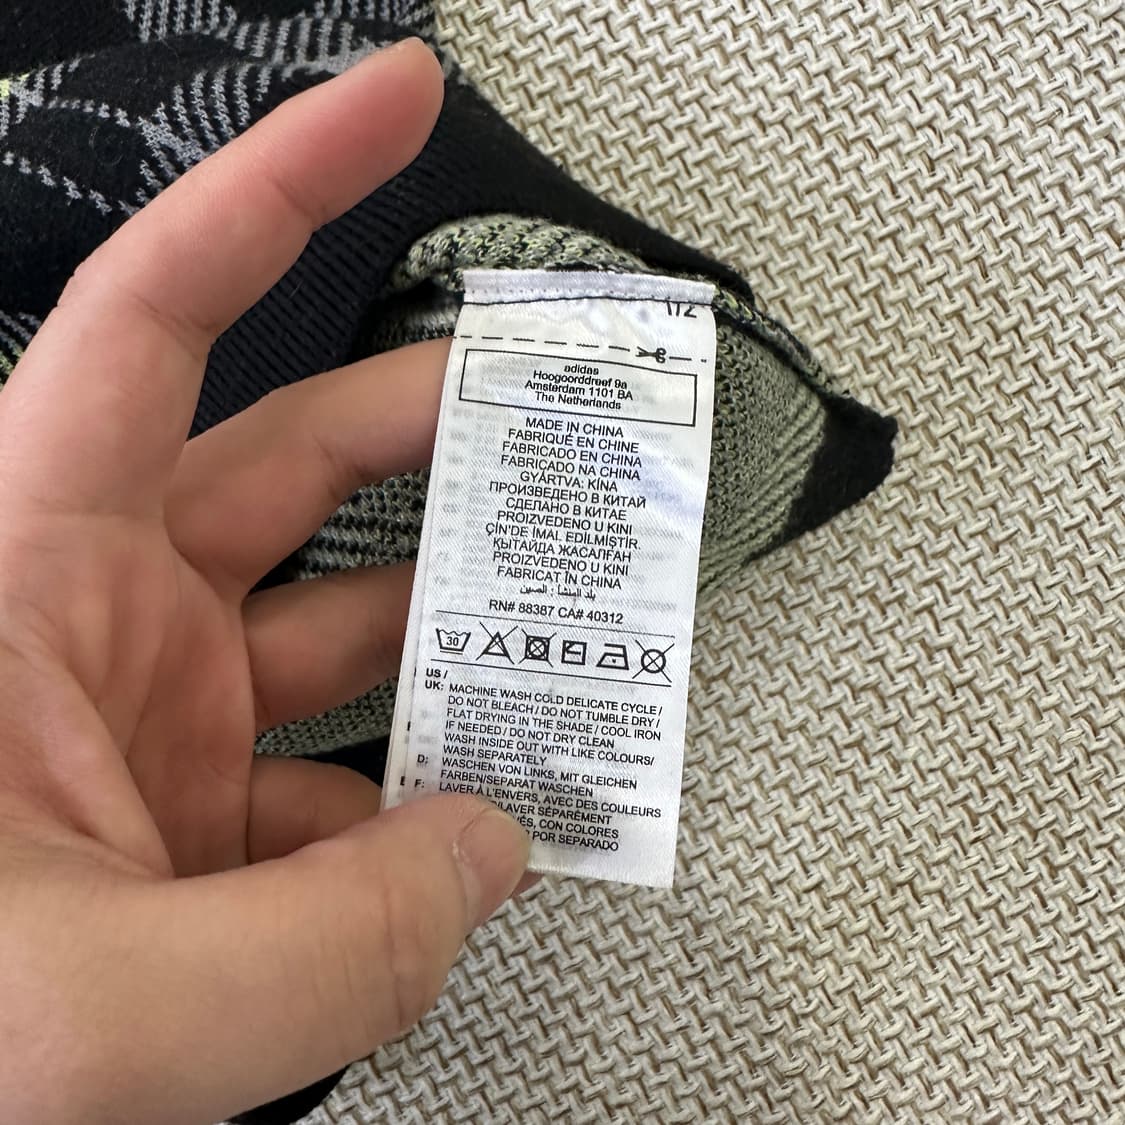 adidas
Hoogoorddreef 9a
Amsterdam 1101 BA
The Netherlands
MADE IN CHINA
FABRIQUÉ EN CHINE
FABRICADO EN CHINA
FABRICADO NA CHINA
GYÁRTVA: KÍNA
ПРОИЗВЕДЕНО В КИТАЙ
СДЕЛАНО В КИТАЕ
PROIZVEDENO U KINI
ÇİN'DE İMAL EDİLMİŞTİR.
ҚЫТАЙДА ЖАСАЛҒАН
PROIZVEDENO U KINI
FABRICAT ÎN CHINA
بلد المنشأ : الصين
RN# 88387 CA# 40312
30
US /
UK: MACHINE WASH COLD DELICATE CYCLE /
DO NOT BLEACH / DO NOT TUMBLE DRY /
FLAT DRYING IN THE SHADE / COOL IRON
IF NEEDED / DO NOT DRY CLEAN
WASH INSIDE OUT WITH LIKE COLOURS/
WASH SEPARATELY
D: WASCHEN VON LINKS, MIT GLEICHEN
FARBEN/SEPARAT WASCHEN
F: LAVER À L'ENVERS, AVEC DES COULEURS
/LAVER SÉPARÉMENT
CON COLORES
POR SEPARADO